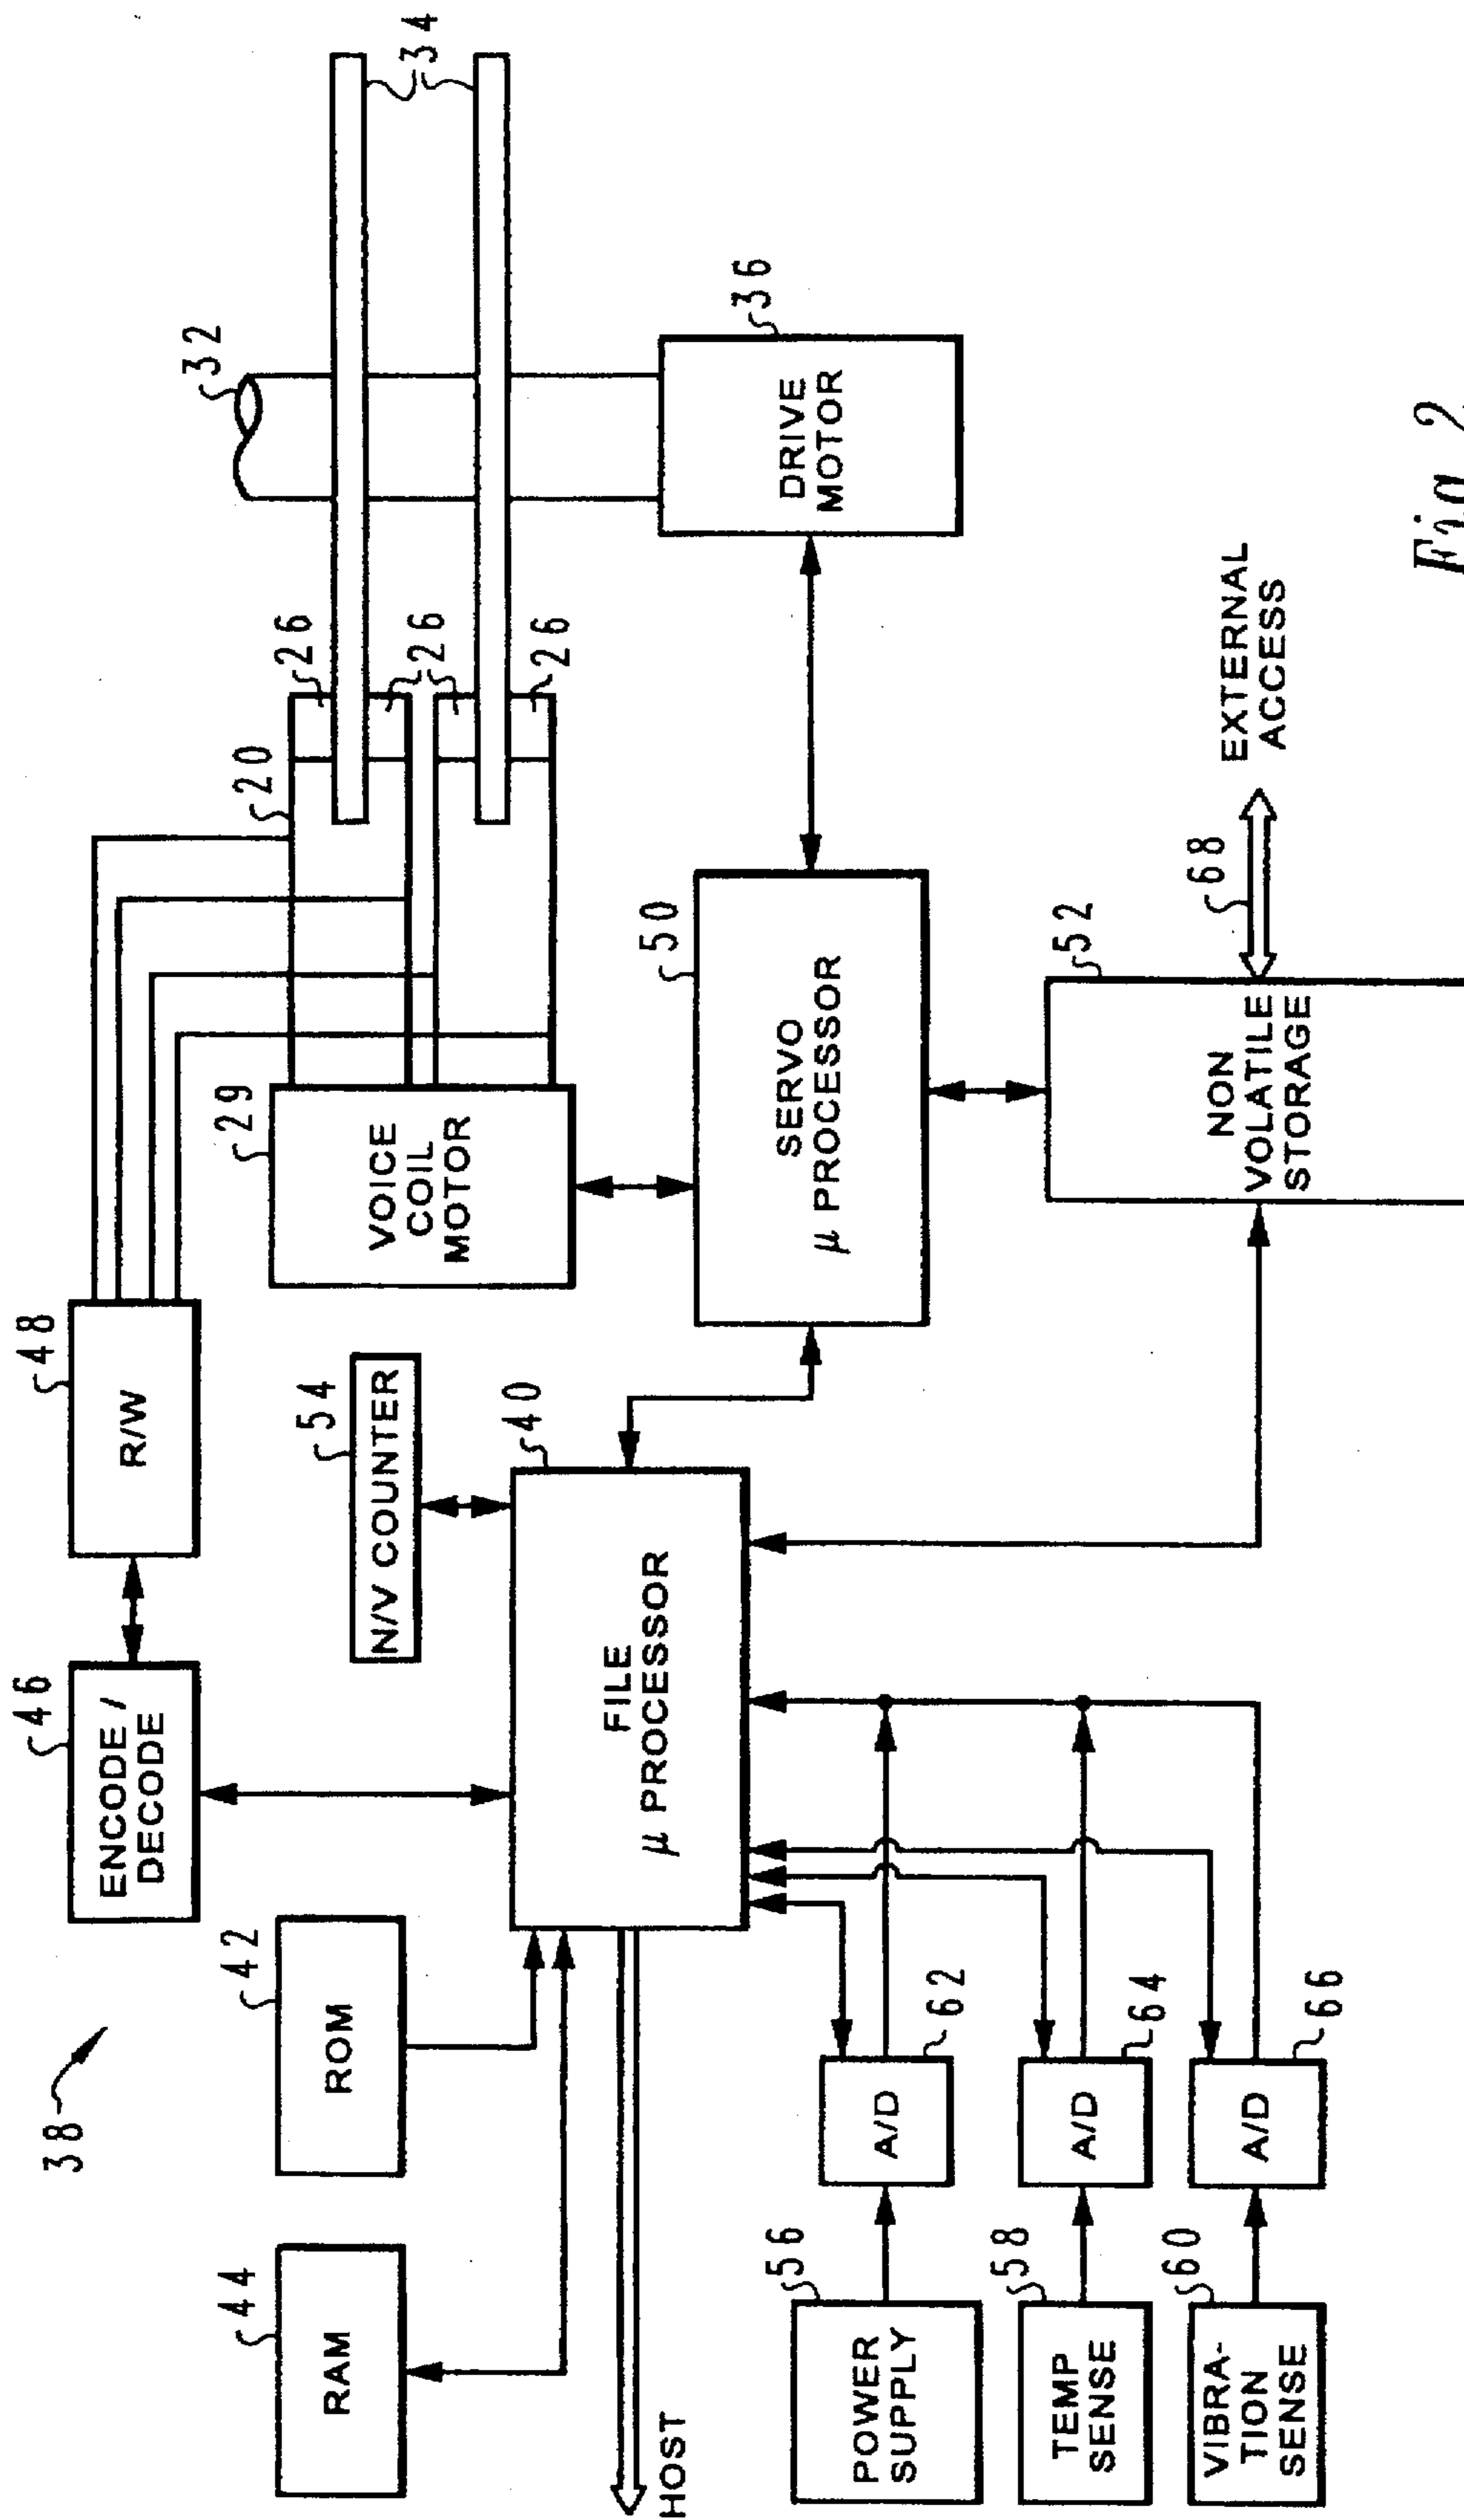 38
44
RAM
42
ROM
46
ENCODE /
DECODE
48
R/W
54
N/V COUNTER
29
VOICE
COIL
MOTOR
20
26
26
26
32
34
40
FILE
μ PROCESSOR
50
SERVO
μ PROCESSOR
36
DRIVE
MOTOR
HOST
56
POWER
SUPPLY
62
A/D
58
TEMP
SENSE
64
A/D
60
VIBRA-
TION
SENSE
66
A/D
52
NON
VOLATILE
STORAGE
68
EXTERNAL
ACCESS
Fig. 2